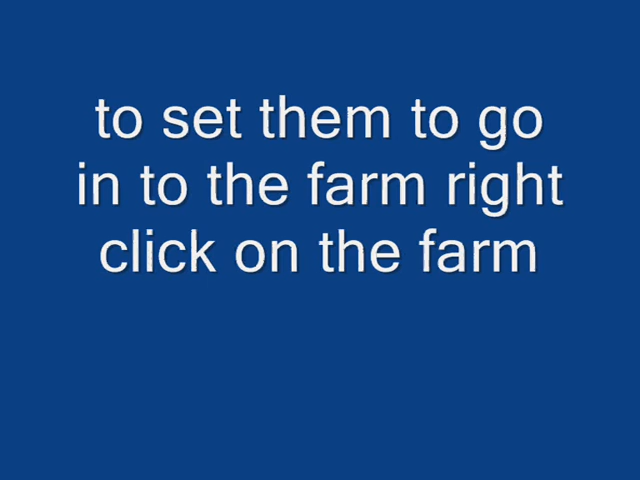 to set them to go
in to the farm right
click on the farm